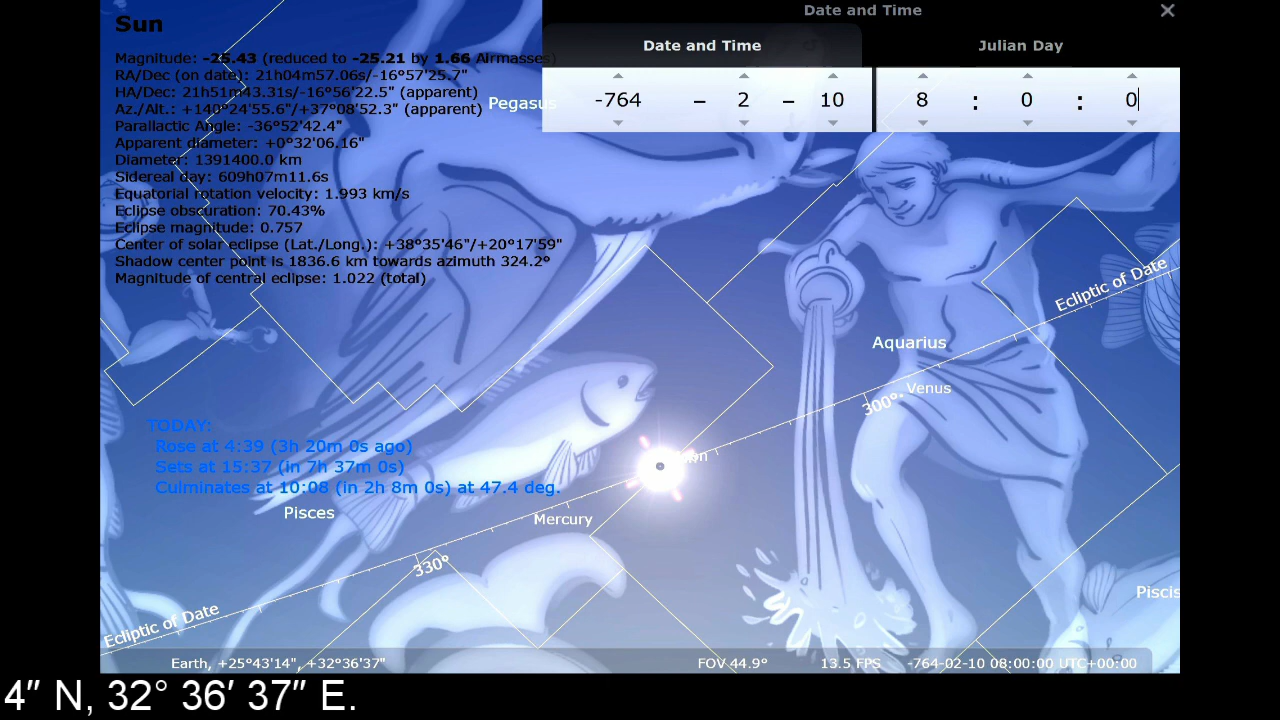 Sun
Magnitude: -25.43 (reduced to -25.21 by 1.66 Airmasses)
RA/Dec (on date): 21h04m57.06s/-16°57'25.7"
HA/Dec: 21h51m43.31s/-16°56'22.5" (apparent)
Az./Alt.: +140°24'55.6"/+37°08'52.3" (apparent)
Parallactic Angle: -36°52'42.4"
Apparent diameter: +0°32'06.16"
Diameter: 1391400.0 km
Sidereal day: 609h07m11.6s
Equatorial rotation velocity: 1.993 km/s
Eclipse obscuration: 70.43%
Eclipse magnitude: 0.757
Center of solar eclipse (Lat./Long.): +38°35'46"/+20°17'59"
Shadow center point is 1836.6 km towards azimuth 324.2°
Magnitude of central eclipse: 1.022 (total)
Date and Time
Date and Time Julian Day
-764 – 2 – 10 8 : 0 : 0
Pegasus
Ecliptic of Date
Aquarius
Venus
300°
TODAY:
Rose at 4:39 (3h 20m 0s ago)
Sets at 15:37 (in 7h 37m 0s)
Culminates at 10:08 (in 2h 8m 0s) at 47.4 deg.
Pisces
Mercury
330°
Piscis
Ecliptic of Date
Earth, +25°43'14", +32°36'37" FOV 44.9° 13.5 FPS -764-02-10 08:00:00 UTC+00:00
4″ N, 32° 36′ 37″ E.